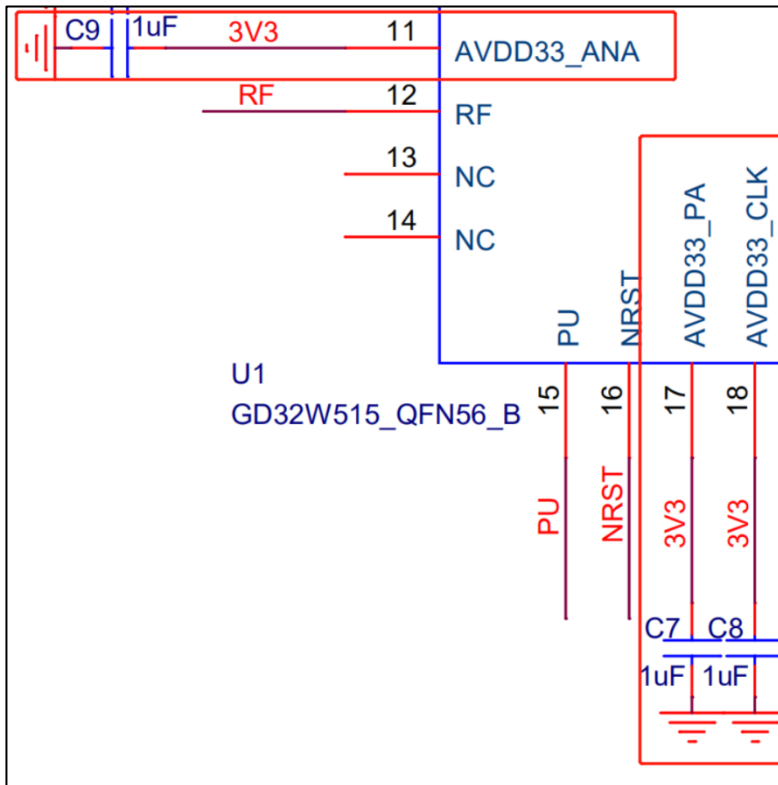 C9 1uF 3V3 11 AVDD33_ANA
RF 12 RF
13 NC
14 NC
PU NRST AVDD33_PA AVDD33_CLK
U1
GD32W515_QFN56_B
15 16 17 18
PU NRST 3V3 3V3
C7 C8
1uF 1uF